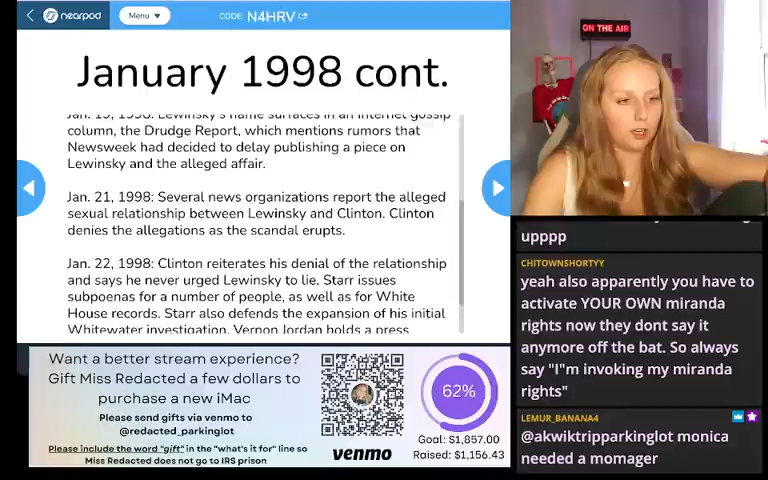 nearpod
Menu
CODE: N4HRV
ON THE AIR
January 1998 cont.
Jan. 19, 1998: Lewinsky's name surfaces in an internet gossip
column, the Drudge Report, which mentions rumors that
Newsweek had decided to delay publishing a piece on
Lewinsky and the alleged affair.
Jan. 21, 1998: Several news organizations report the alleged
sexual relationship between Lewinsky and Clinton. Clinton
denies the allegations as the scandal erupts.
Jan. 22, 1998: Clinton reiterates his denial of the relationship
and says he never urged Lewinsky to lie. Starr issues
subpoenas for a number of people, as well as for White
House records. Starr also defends the expansion of his initial
Whitewater investigation. Vernon Jordan holds a press
upppp
CHITOWNSHORTYY
yeah also apparently you have to
activate YOUR OWN miranda
rights now they dont say it
anymore off the bat. So always
say "I"m invoking my miranda
rights"
LEMUR_BANANA4
@akwiktripparkinglot monica
needed a momager
Want a better stream experience?
Gift Miss Redacted a few dollars to
purchase a new iMac
Please send gifts via venmo to
@redacted_parkinglot
Please include the word "gift" in the "what's it for" line so
Miss Redacted does not go to IRS prison
venmo
62%
Goal: $1,857.00
Raised: $1,156.43